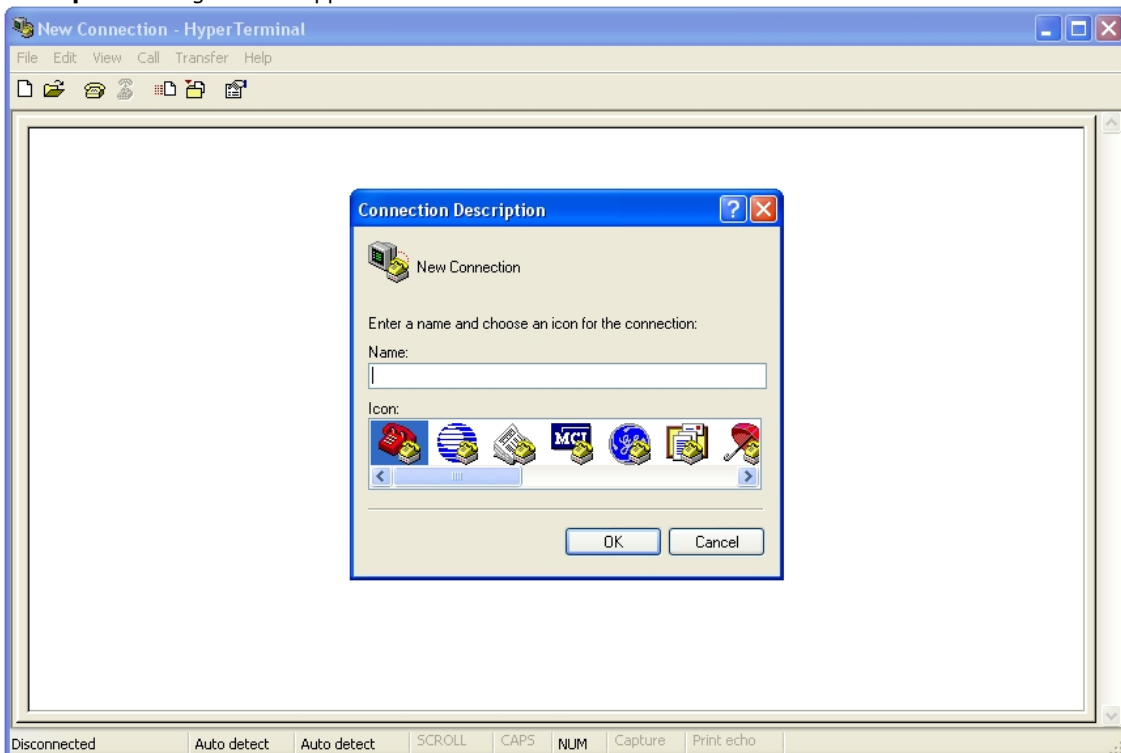 New Connection - HyperTerminal
File Edit View Call Transfer Help
Connection Description
New Connection
Enter a name and choose an icon for the connection:
Name:
Icon:
MCI
OK Cancel
Disconnected Auto detect Auto detect SCROLL CAPS NUM Capture Print echo